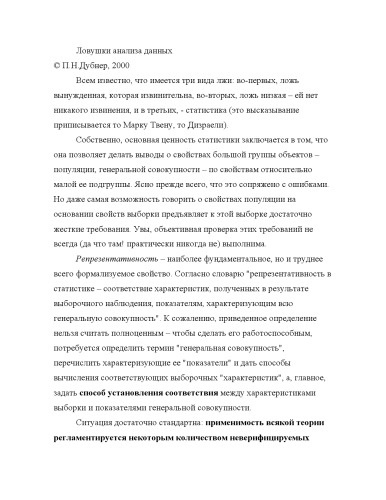 Ловушки анализа данных
© П.Н.Дубнер, 2000
Всем известно, что имеется три вида лжи: во-первых, ложь
вынужденная, которая извинительна, во-вторых, ложь низкая – ей нет
никакого извинения, и в третьих, - статистика (это высказывание
приписывается то Марку Твену, то Дизраели).
Собственно, основная ценность статистики заключается в том, что
она позволяет делать выводы о свойствах большой группы объектов –
популяции, генеральной совокупности – по свойствам относительно
малой ее подгруппы. Ясно прежде всего, что это сопряжено с ошибками.
Но даже самая возможность говорить о свойствах популяции на
основании свойств выборки предъявляет к этой выборке достаточно
жесткие требования. Увы, объективная проверка этих требований не
всегда (да что там! практически никогда не) выполнима.
Репрезентативность – наиболее фундаментальное, но и труднее
всего формализуемое свойство. Согласно словарю "репрезентативность в
статистике – соответствие характеристик, полученных в результате
выборочного наблюдения, показателям, характеризующим всю
генеральную совокупность". К сожалению, приведенное определение
нельзя считать полноценным – чтобы сделать его работоспособным,
потребуется определить термин "генеральная совокупность",
перечислить характеризующие ее "показатели" и дать способы
вычисления соответствующих выборочных "характеристик", а, главное,
задать способ установления соответствия между характеристиками
выборки и показателями генеральной совокупности.
Ситуация достаточно стандартна: применимость всякой теории
регламентируется некоторым количеством неверифицируемых